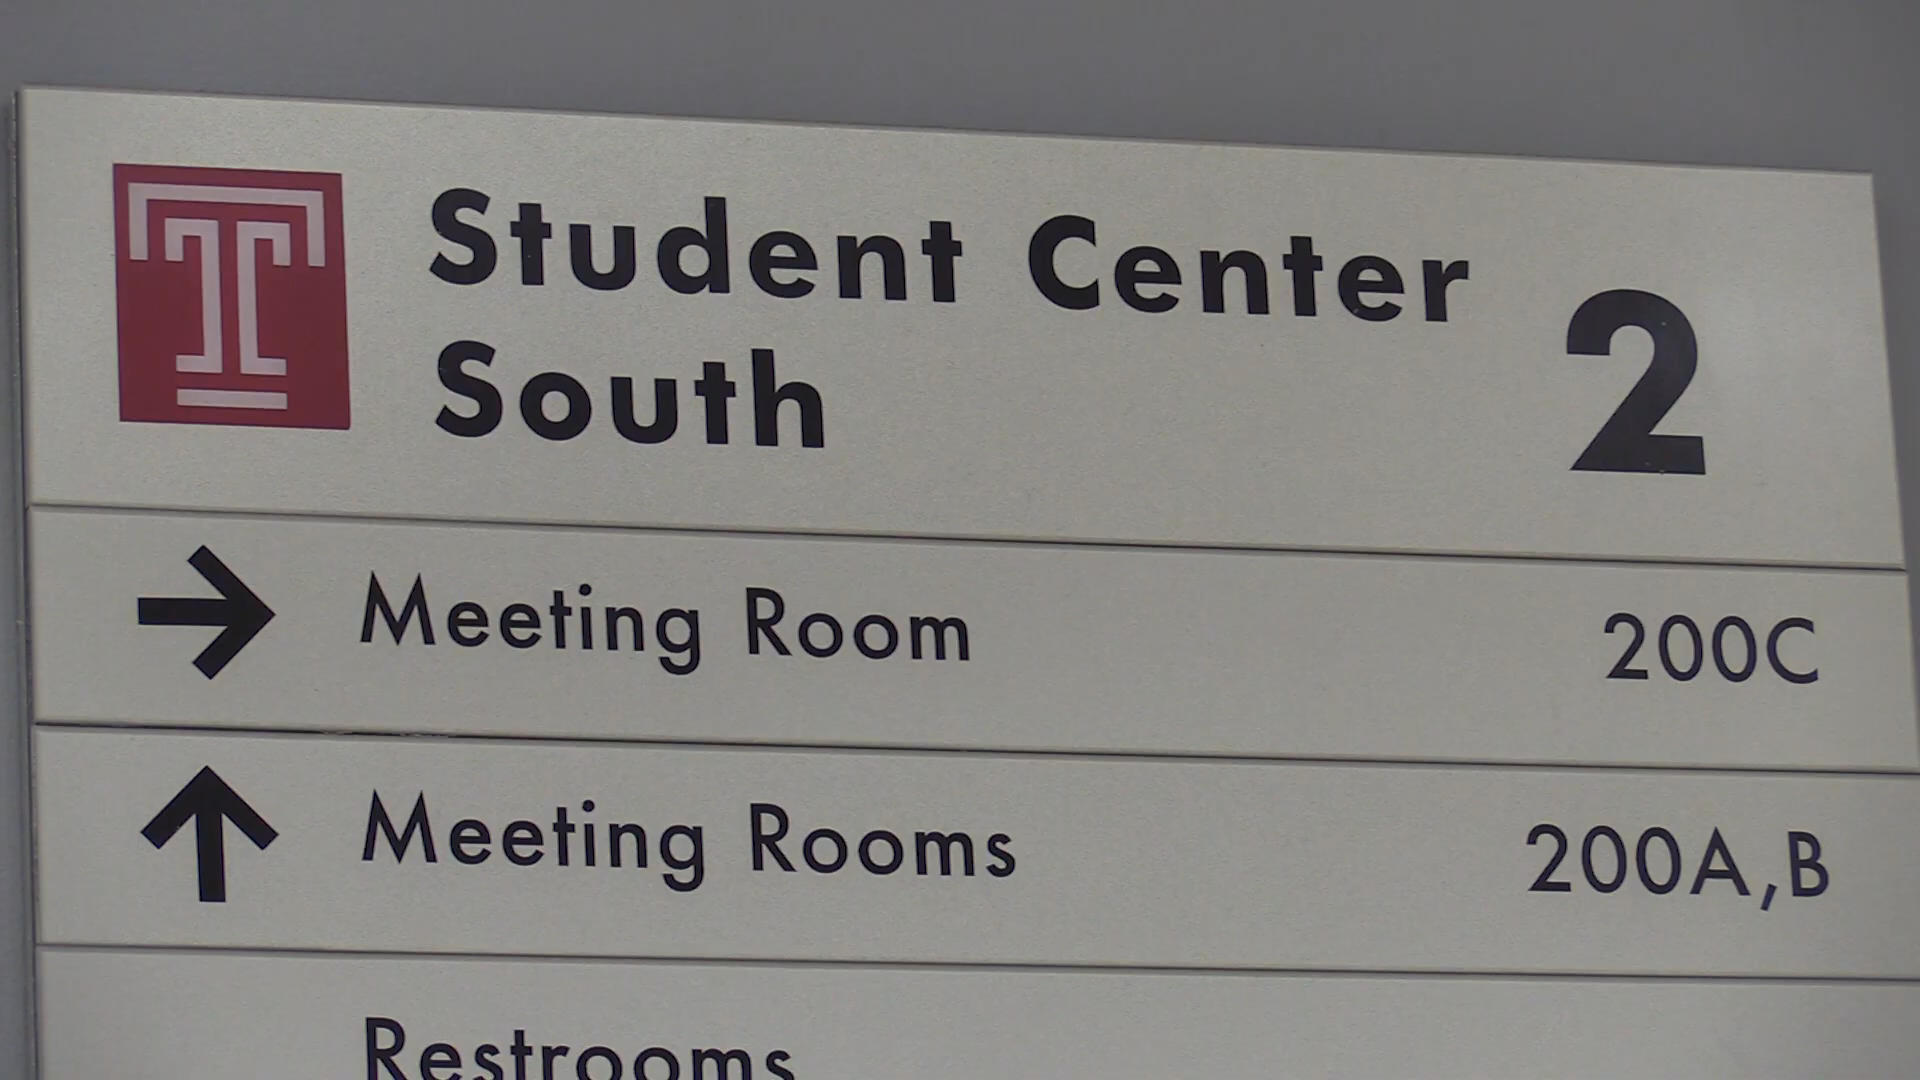 T
Student Center
South
2
Meeting Room 200C
Meeting Rooms 200A,B
Restrooms